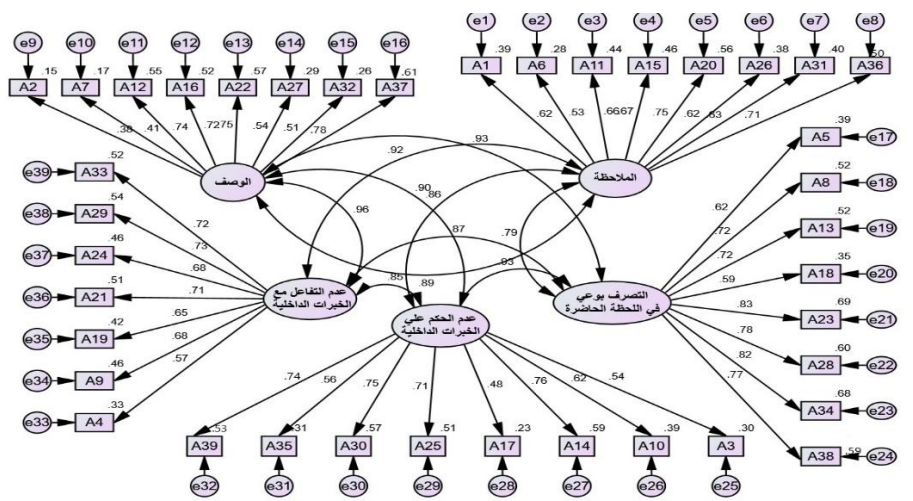 e1 e2 e3 e4 e5 e6 e7 e8
e9 e10 e11 e12 e13 e14 e15 e16
.39 .28 .44 .46 .56 .38 .40 .50
A1 A6 A11 A15 A20 A26 A31 A36
.15 .17 .55 .52 .57 .29 .26 .61
A2 A7 A12 A16 A22 A27 A32 A37
.62 .53 .66 .67 .75 .62 .63 .71
.38 .41 .74 .72 .75 .54 .51 .78
الوصف
الملاحظة
.92 .93
.90 .86
.96 .87 .79
.85 .89 .93
.39
A5 e17
.52
A8 e18
.52
A13 e19
.35
A18 e20
.69
A23 e21
.60
A28 e22
.68
A34 e23
.59
A38 e24
.62
.72
.72
.59
.83
.78
.82
.77
التصرف بوعي
في اللحظة الحاضرة
.52
e39 A33
.54
e38 A29
.46
e37 A24
.51
e36 A21
.42
e35 A19
.46
e34 A9
.33
e33 A4
.72
.73
.68
.71
.65
.68
.57
عدم التفاعل مع
الخبرات الداخلية
عدم الحكم علي
الخبرات الداخلية
.74 .56 .75 .71 .48 .76 .62 .54
.53 .31 .57 .51 .23 .59 .39 .30
A39 A35 A30 A25 A17 A14 A10 A3
e32 e31 e30 e29 e28 e27 e26 e25